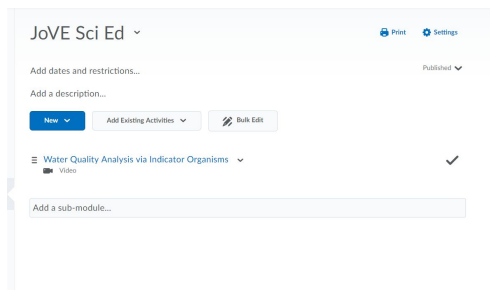 JoVE Sci Ed
Print
Settings
Add dates and restrictions...
Published
Add a description...
New
Add Existing Activities
Bulk Edit
Water Quality Analysis via Indicator Organisms
Video
Add a sub-module...